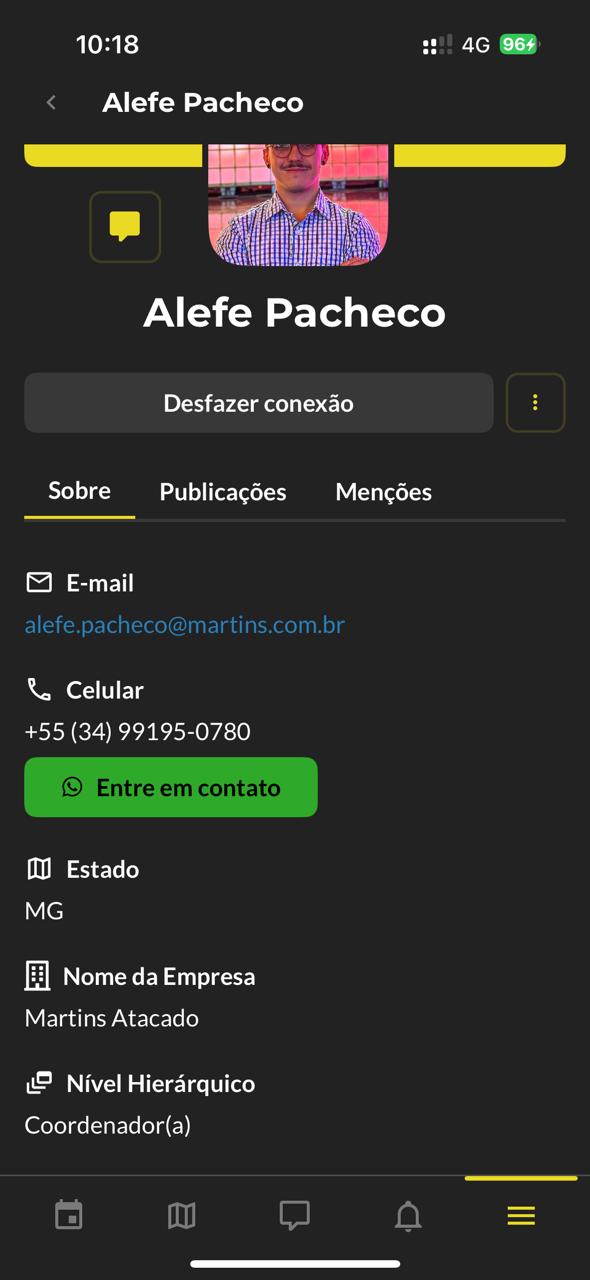 10:18
4G
96
Alefe Pacheco
Alefe Pacheco
Desfazer conexão
Sobre
Publicações
Menções
E-mail
alefe.pacheco@martins.com.br
Celular
+55 (34) 99195-0780
Entre em contato
Estado
MG
Nome da Empresa
Martins Atacado
Nível Hierárquico
Coordenador(a)